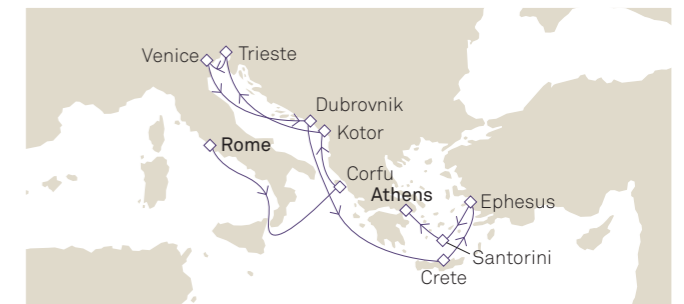 Venice
Trieste
Dubrovnik
Kotor
Rome
Corfu
Athens
Ephesus
Santorini
Crete